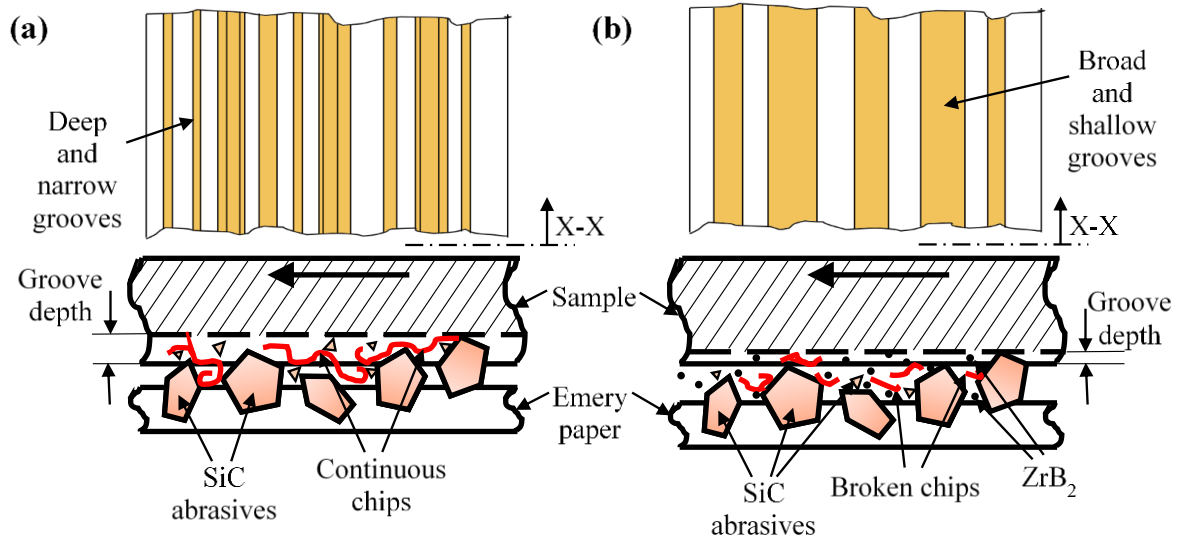 (a)
Deep
and
narrow
grooves
X-X
Groove
depth
SiC
abrasives
Continuous
chips
Sample
Emery
paper
(b)
Broad
and
shallow
grooves
X-X
Groove
depth
SiC
abrasives
Broken chips
ZrB₂